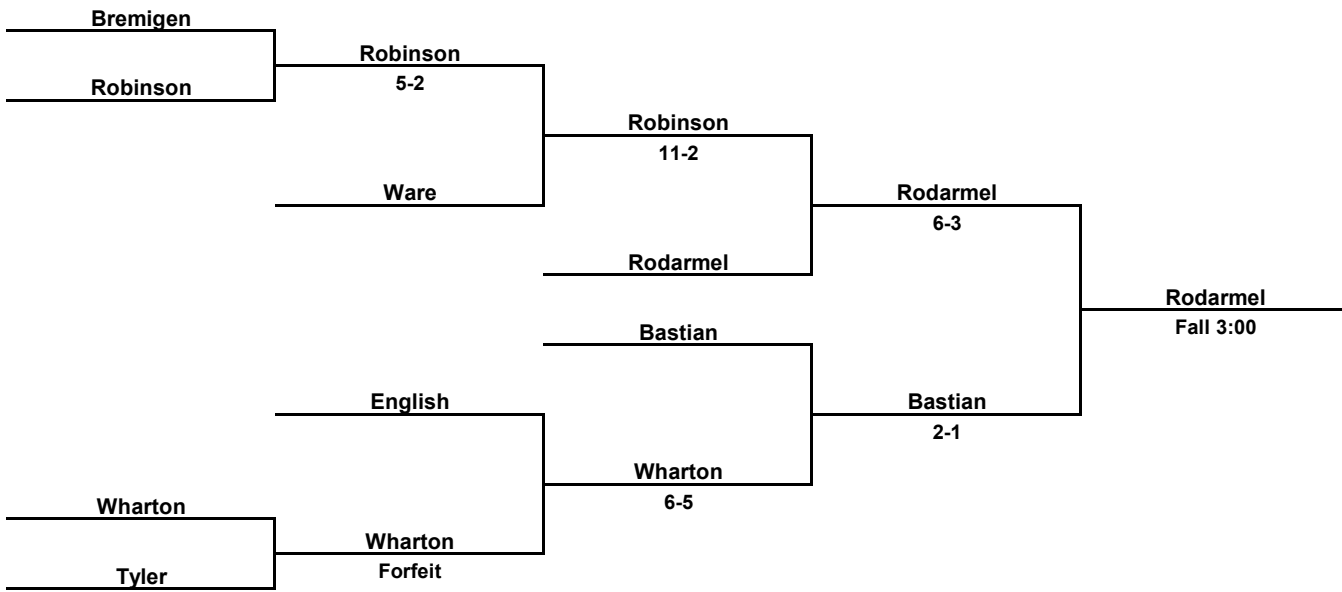 Bremigen
Robinson
Robinson
5-2
Robinson
11-2
Ware
Rodarmel
6-3
Rodarmel
Rodarmel
Fall 3:00
Bastian
English
Bastian
2-1
Wharton
6-5
Wharton
Wharton
Forfeit
Tyler